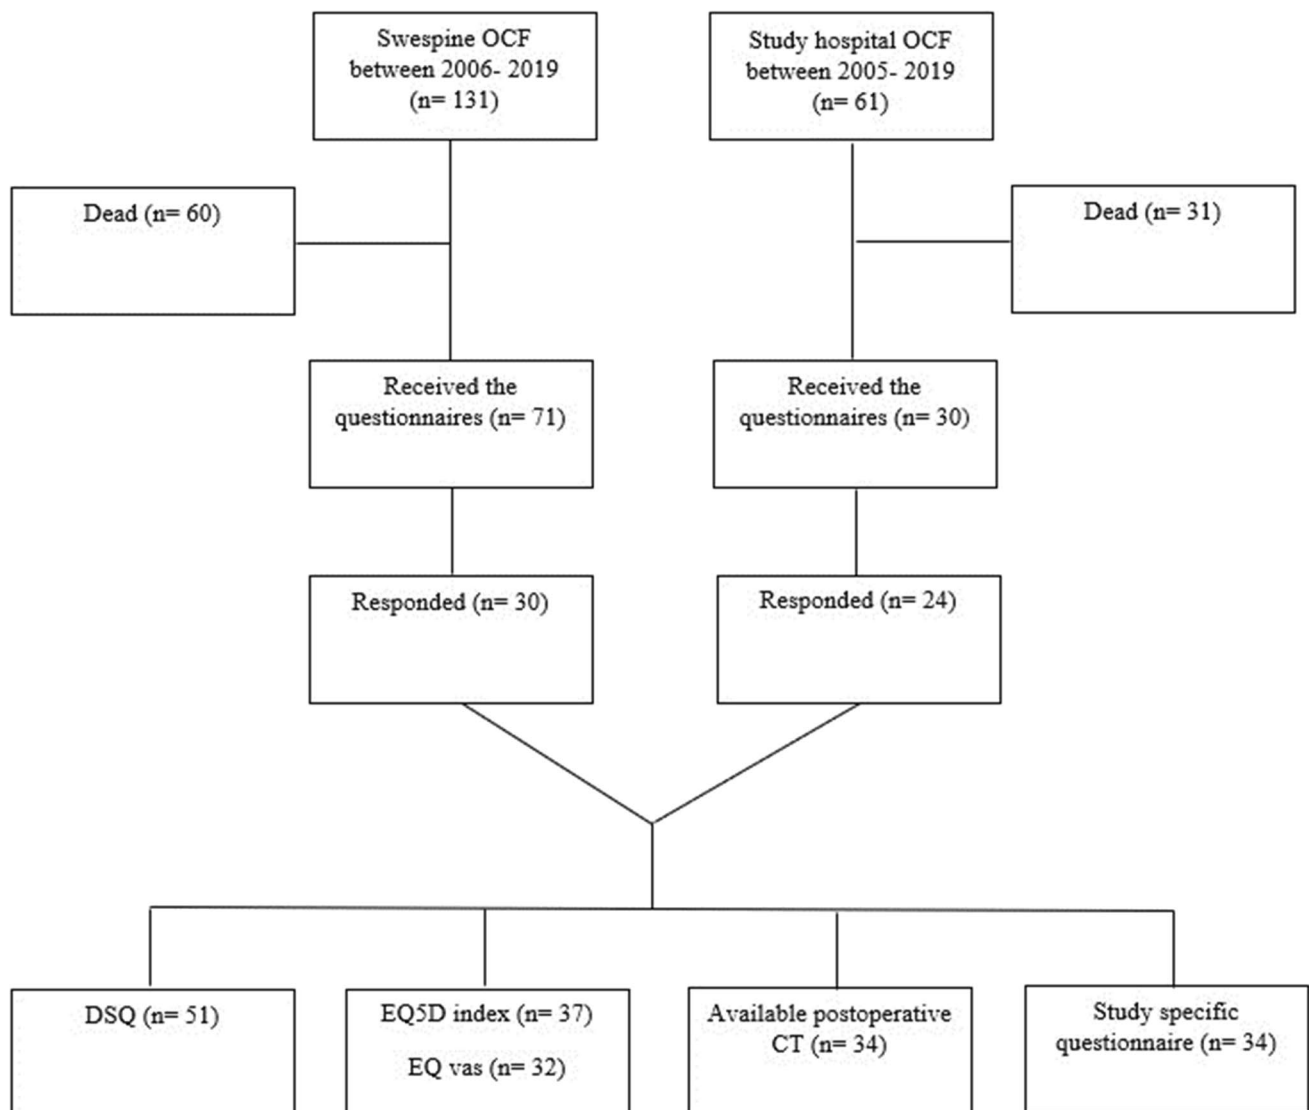 Swespine OCF
between 2006- 2019
(n= 131)
Study hospital OCF
between 2005- 2019
(n= 61)
Dead (n= 60)
Dead (n= 31)
Received the
questionnaires (n= 71)
Received the
questionnaires (n= 30)
Responded (n= 30)
Responded (n= 24)
DSQ (n= 51)
EQ5D index (n= 37)
EQ vas (n= 32)
Available postoperative
CT (n= 34)
Study specific
questionnaire (n= 34)